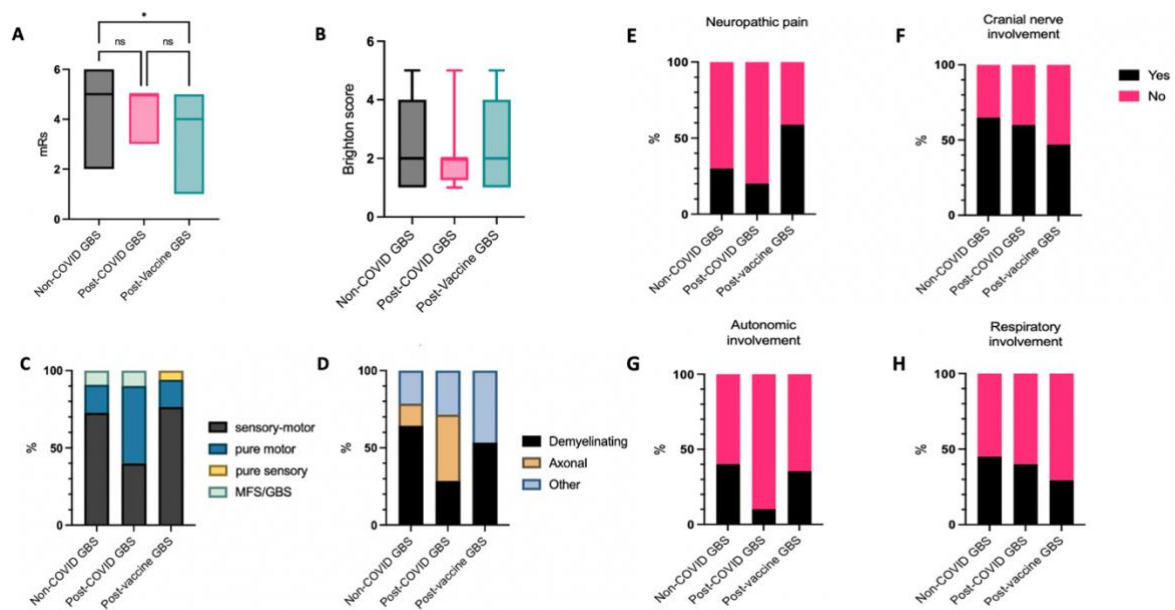 A
*
ns
ns
mRs
6
4
2
0
Non-COVID GBS
Post-COVID GBS
Post-Vaccine GBS
B
Brighton score
6
4
2
0
Non-COVID GBS
Post-COVID GBS
Post-Vaccine GBS
E
Neuropathic pain
%
100
50
0
Non-COVID GBS
Post-COVID GBS
Post-vaccine GBS
F
Cranial nerve
involvement
%
100
50
0
Non-COVID GBS
Post-COVID GBS
Post-vaccine GBS
Yes
No
C
%
100
50
0
Non-COVID GBS
Post-COVID GBS
Post-vaccine GBS
sensory-motor
pure motor
pure sensory
MFS/GBS
D
%
100
50
0
Non-COVID GBS
Post-COVID GBS
Post-vaccine GBS
Demyelinating
Axonal
Other
G
Autonomic
involvement
%
100
50
0
Non-COVID GBS
Post-COVID GBS
Post-vaccine GBS
H
Respiratory
involvement
%
100
50
0
Non-COVID GBS
Post-COVID GBS
Post-vaccine GBS